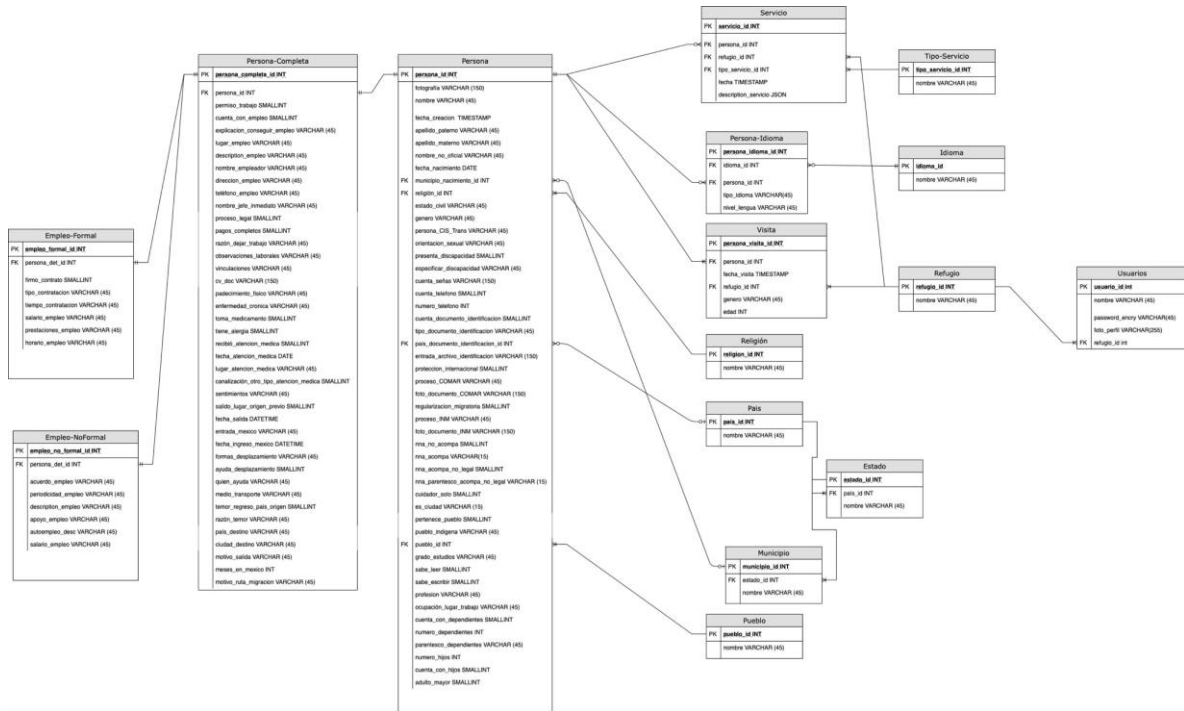 Servicio
PK servicio_id INT
FK persona_id INT
FK refugio_id INT
FK tipo_servicio_id INT
fecha TIMESTAMP
description_servicio JSON
Tipo-Servicio
PK tipo_servicio_id INT
nombre VARCHAR (45)
Persona-Completa
PK persona_completa_id INT
FK persona_id INT
permiso_trabajo SMALLINT
cuenta_con_empleo SMALLINT
explicacion_conseguir_empleo VARCHAR (45)
lugar_empleo VARCHAR (45)
description_empleo VARCHAR (45)
nombre_empleador VARCHAR (45)
direccion_empleo VARCHAR (45)
teléfono_empleo VARCHAR (45)
nombre_jefe_inmediato VARCHAR (45)
proceso_legal SMALLINT
pagos_completos SMALLINT
razón_dejar_trabajo VARCHAR (45)
observaciones_laborales VARCHAR (45)
vinculaciones VARCHAR (45)
cv_doc VARCHAR (150)
padecimiento_fisico VARCHAR (45)
enfermedad_cronica VARCHAR (45)
toma_medicamento SMALLINT
tiene_alergia SMALLINT
recibió_atencion_medica SMALLINT
fecha_atencion_medica DATE
lugar_atencion_medica VARCHAR (45)
canalización_otro_tipo_atencion_medica SMALLINT
sentimientos VARCHAR (45)
salido_lugar_origen_previo SMALLINT
fecha_salida DATETIME
entrada_mexico VARCHAR (45)
fecha_ingreso_mexico DATETIME
formas_desplazamiento VARCHAR (45)
ayuda_desplazamiento SMALLINT
quien_ayuda VARCHAR (45)
medio_transporte VARCHAR (45)
temor_regreso_pais_origen SMALLINT
razón_temor VARCHAR (45)
país_destino VARCHAR (45)
ciudad_destino VARCHAR (45)
motivo_salida VARCHAR (45)
meses_en_mexico INT
motivo_ruta_migracion VARCHAR (45)
Persona
PK persona_id INT
fotografía VARCHAR (150)
nombre VARCHAR (45)
fecha_creacion TIMESTAMP
apellido_paterno VARCHAR (45)
apellido_materno VARCHAR (45)
nombre_no_oficial VARCHAR (45)
fecha_nacimiento DATE
FK municipio_nacimiento_id INT
FK religión_id INT
estado_civil VARCHAR (45)
genero VARCHAR (45)
persona_CIS_Trans VARCHAR (45)
orientacion_sexual VARCHAR (45)
presenta_discapacidad SMALLINT
especificar_discapacidad VARCHAR (45)
cuenta_señas VARCHAR (150)
cuenta_telefono SMALLINT
numero_telefono INT
cuenta_documento_identificacion SMALLINT
tipo_documento_identificacion VARCHAR (45)
FK pais_documento_identificacion_id INT
entrada_archivo_identificacion VARCHAR (150)
proteccion_internacional SMALLINT
proceso_COMAR VARCHAR (45)
foto_documento_COMAR VARCHAR (150)
regularizacion_migratoria SMALLINT
proceso_INM VARCHAR (45)
foto_documento_INM VARCHAR (150)
nna_no_acompa SMALLINT
nna_acompa VARCHAR(15)
nna_acompa_no_legal SMALLINT
nna_parentesco_acompa_no_legal VARCHAR (15)
cuidador_solo SMALLINT
es_ciudad VARCHAR (15)
pertenece_pueblo SMALLINT
pueblo_indigena VARCHAR (45)
FK pueblo_id INT
grado_estudios VARCHAR (45)
sabe_leer SMALLINT
sabe_escribir SMALLINT
profesion VARCHAR (45)
ocupación_lugar_trabajo VARCHAR (45)
cuenta_con_dependientes SMALLINT
numero_dependientes INT
parentesco_dependientes VARCHAR (45)
numero_hijos INT
cuenta_con_hijos SMALLINT
adulto_mayor SMALLINT
Persona-Idioma
PK persona_idioma_id INT
FK idioma_id INT
FK persona_id INT
tipo_idioma VARCHAR(45)
nivel_lengua VARCHAR (45)
Idioma
PK idioma_id
nombre VARCHAR (45)
Visita
PK persona_visita_id INT
FK persona_id INT
fecha_visita TIMESTAMP
FK refugio_id INT
genero VARCHAR (45)
edad INT
Empleo-Formal
PK empleo_formal_id INT
FK persona_det_id INT
firmo_contrato SMALLINT
tipo_contratacion VARCHAR (45)
tiempo_contratacion VARCHAR (45)
salario_empleo VARCHAR (45)
prestaciones_empleo VARCHAR (45)
horario_empleo VARCHAR (45)
Refugio
PK refugio_id INT
nombre VARCHAR (45)
Usuarios
PK usuario_id int
nombre VARCHAR (45)
password_encry VARCHAR(45)
foto_perfil VARCHAR(255)
FK refugio_id int
Religión
PK religion_id INT
nombre VARCHAR (45)
Pais
PK pais_id INT
nombre VARCHAR (45)
Empleo-NoFormal
PK empleo_no_formal_id INT
FK persona_det_id INT
acuerdo_empleo VARCHAR (45)
periodicidad_empleo VARCHAR (45)
description_empleo VARCHAR (45)
apoyo_empleo VARCHAR (45)
autoempleo_desc VARCHAR (45)
salario_empleo VARCHAR (45)
Estado
PK estado_id INT
FK pais_id INT
nombre VARCHAR (45)
Municipio
PK municipio_id INT
FK estado_id INT
nombre VARCHAR (45)
Pueblo
PK pueblo_id INT
nombre VARCHAR (45)